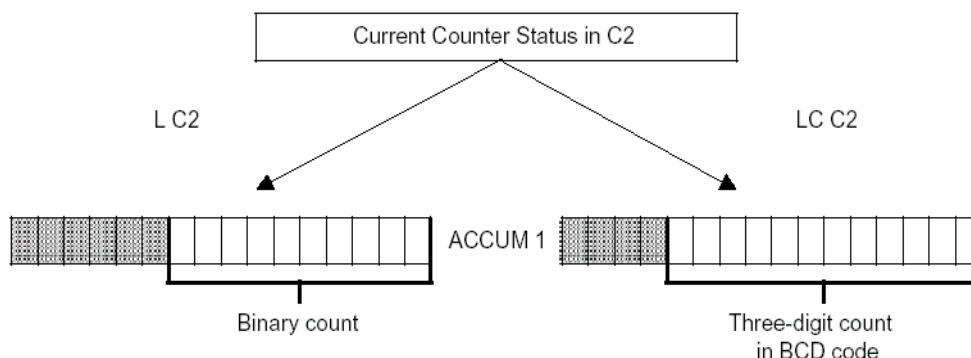 Current Counter Status in C2
L C2
LC C2
ACCUM 1
Binary count
Three-digit count
in BCD code